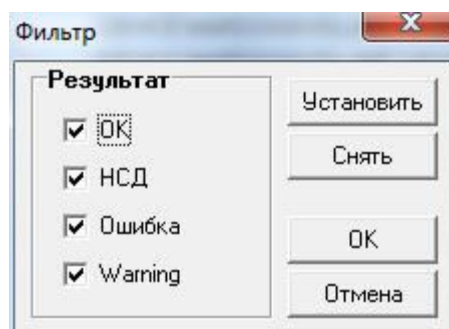 Фильтр
Результат
OK
НСД
Ошибка
Warning
Установить
Снять
OK
Отмена